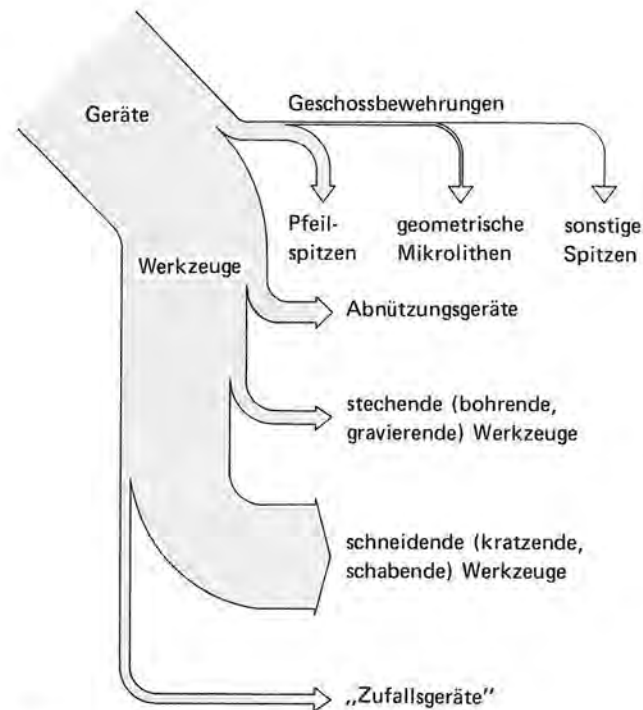 Geschossbewehrungen
Geräte
Pfeil-
spitzen
geometrische
Mikrolithen
sonstige
Spitzen
Werkzeuge
Abnützungsgeräte
stechende (bohrende,
gravierende) Werkzeuge
schneidende (kratzende,
schabende) Werkzeuge
„Zufallsgeräte”